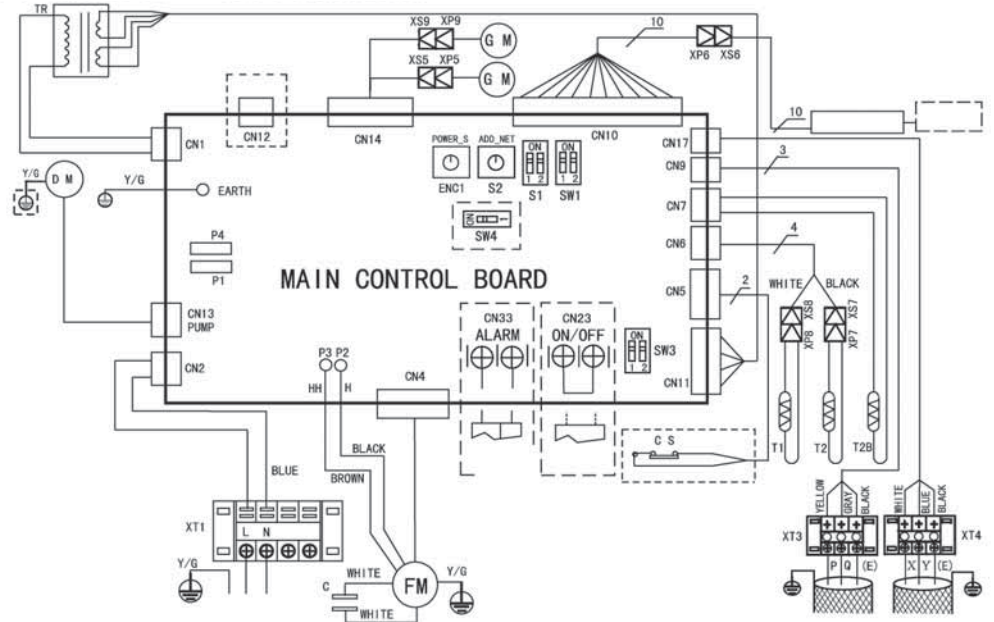 TR
XS9 XP9
G M
XS5 XP5
G M
10
XP6 XS6
10
CN12
CN14
CN10
CN1
POWER_S
ADD_NET
ENC1
S2
ON
1 2
S1
ON
1 2
SW1
CN17
CN9
3
Y/G
D M
Y/G
EARTH
CN7
ON
1
SW4
CN6
4
P4
P1
MAIN CONTROL BOARD
WHITE
BLACK
CN5
2
CN13
PUMP
CN33
ALARM
CN23
ON/OFF
ON
1 2
SW3
XP8 XS8
XP7 XS7
CN2
P3 P2
HH H
CN4
CN11
C S
T1
T2
T2B
BLACK
BROWN
BLUE
XT1
L N
YELLOW
GRAY
BLACK
WHITE
BLUE
BLACK
XT3
XT4
P Q (E)
X Y (E)
Y/G
C
WHITE
FM
Y/G
WHITE